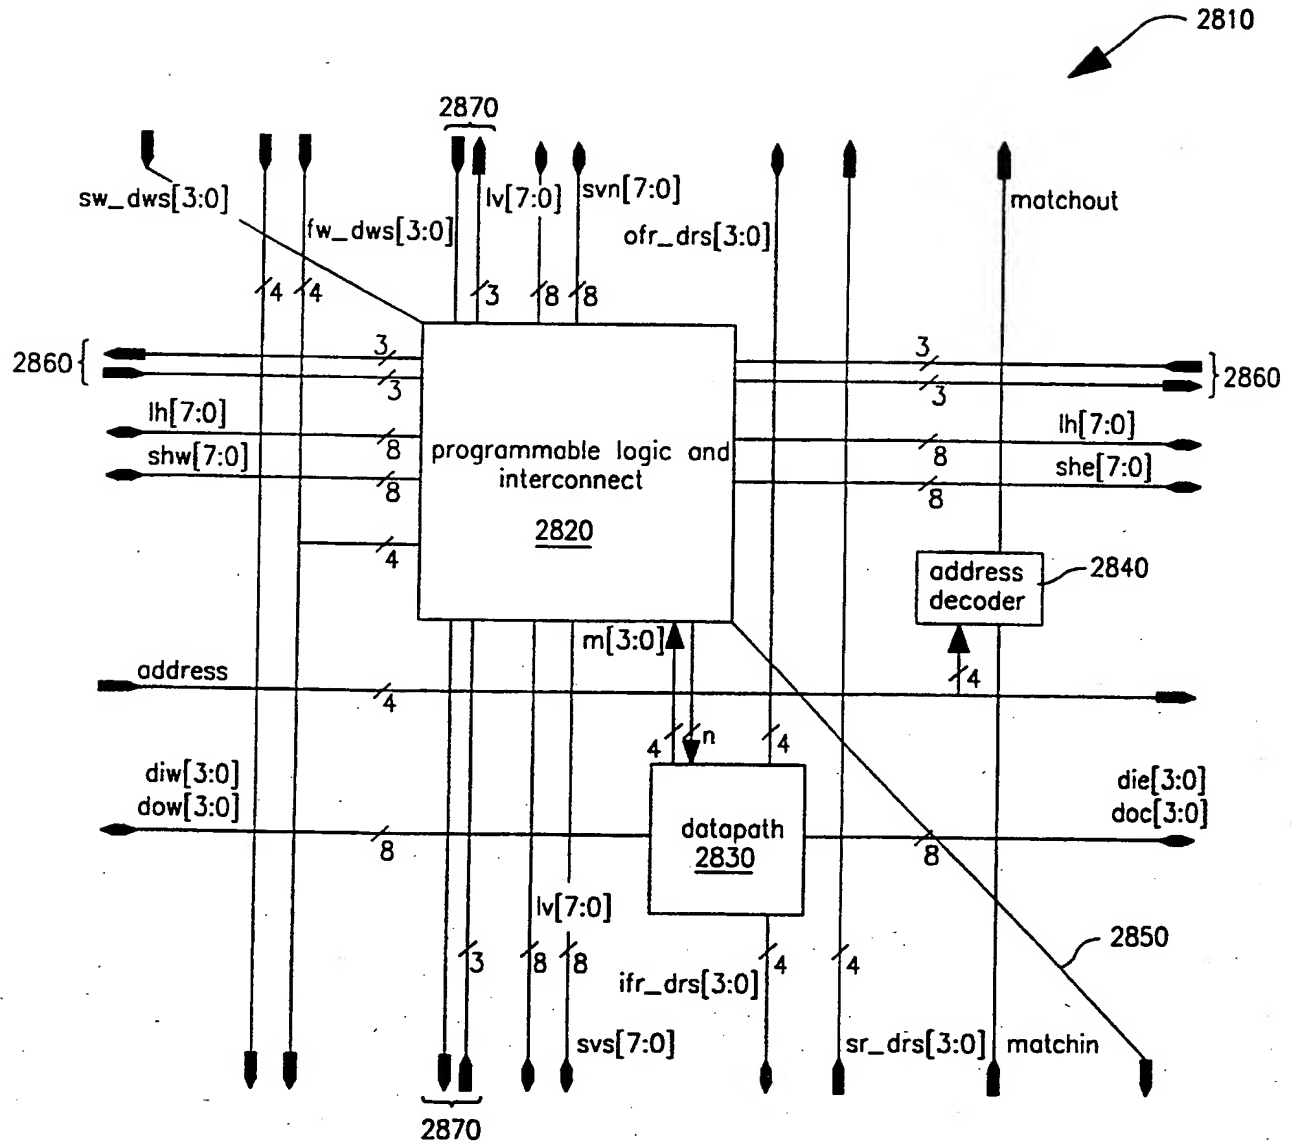 2810
2870
sw_dws[3:0]
lv[7:0]
svn[7:0]
matchout
fw_dws[3:0]
ofr_drs[3:0]
4
4
3
8
8
3
3
2860
2860
3
3
lh[7:0]
lh[7:0]
8
8
shw[7:0]
she[7:0]
8
8
programmable logic and
interconnect
2820
4
address
decoder
2840
m[3:0]
address
4
4
4
n
4
diw[3:0]
dow[3:0]
die[3:0]
doc[3:0]
8
datapath
2830
8
lv[7:0]
2850
3
8
8
4
4
ifr_drs[3:0]
svs[7:0]
sr_drs[3:0]
matchin
2870